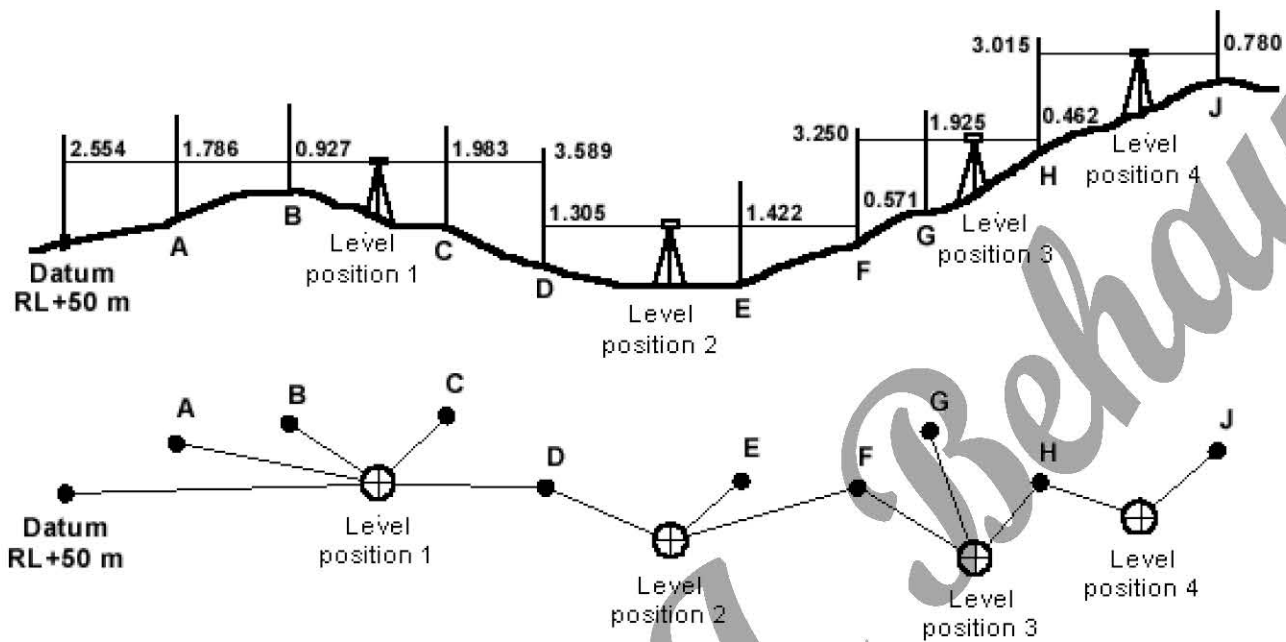 3.015
0.780
J
3.250
1.925
0.462
Level
position 4
2.554
1.786
0.927
1.983
3.589
H
B
0.571
Level
position 3
A
Level
position 1
C
1.305
1.422
G
F
Datum
RL+50 m
D
E
Level
position 2
A
B
C
D
E
F
G
H
J
Datum
RL+50 m
Level
position 1
Level
position 2
Level
position 3
Level
position 4